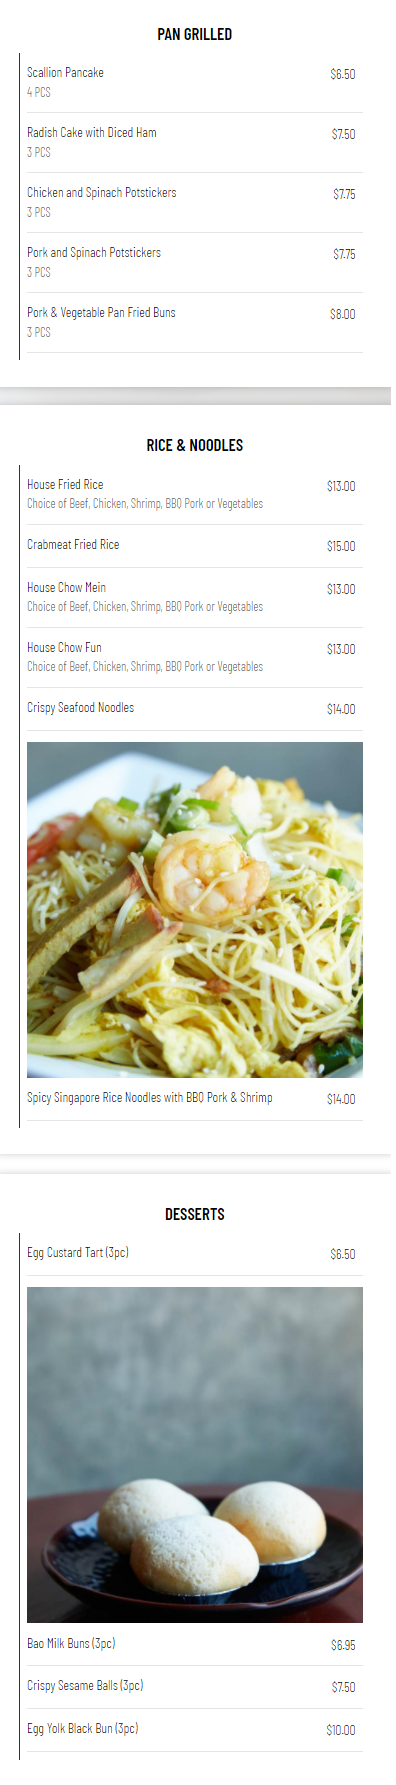 PAN GRILLED
Scallion Pancake $6.50
4 PCS
Radish Cake with Diced Ham $7.50
3 PCS
Chicken and Spinach Potstickers $7.75
3 PCS
Pork and Spinach Potstickers $7.75
3 PCS
Pork & Vegetable Pan Fried Buns $8.00
3 PCS
RICE & NOODLES
House Fried Rice $13.00
Choice of Beef, Chicken, Shrimp, BBQ Pork or Vegetables
Crabmeat Fried Rice $15.00
House Chow Mein $13.00
Choice of Beef, Chicken, Shrimp, BBQ Pork or Vegetables
House Chow Fun $13.00
Choice of Beef, Chicken, Shrimp, BBQ Pork or Vegetables
Crispy Seafood Noodles $14.00
Spicy Singapore Rice Noodles with BBQ Pork & Shrimp $14.00
DESSERTS
Egg Custard Tart (3pc) $6.50
Bao Milk Buns (3pc) $6.95
Crispy Sesame Balls (3pc) $7.50
Egg Yolk Black Bun (3pc) $10.00